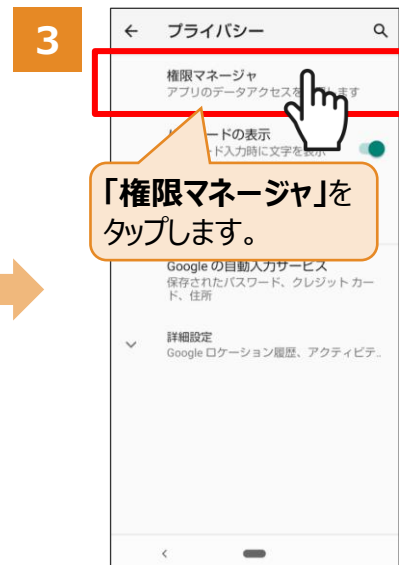 3
プライバシー
権限マネージャ
アプリのデータアクセスを
します
ードの表示
ド入力時に文字を表示
「権限マネージャ」を
タップします。
Google の自動入力サービス
保存されたパスワード、クレジット カー
ド、住所
詳細設定
Google ロケーション履歴、アクティビテ..